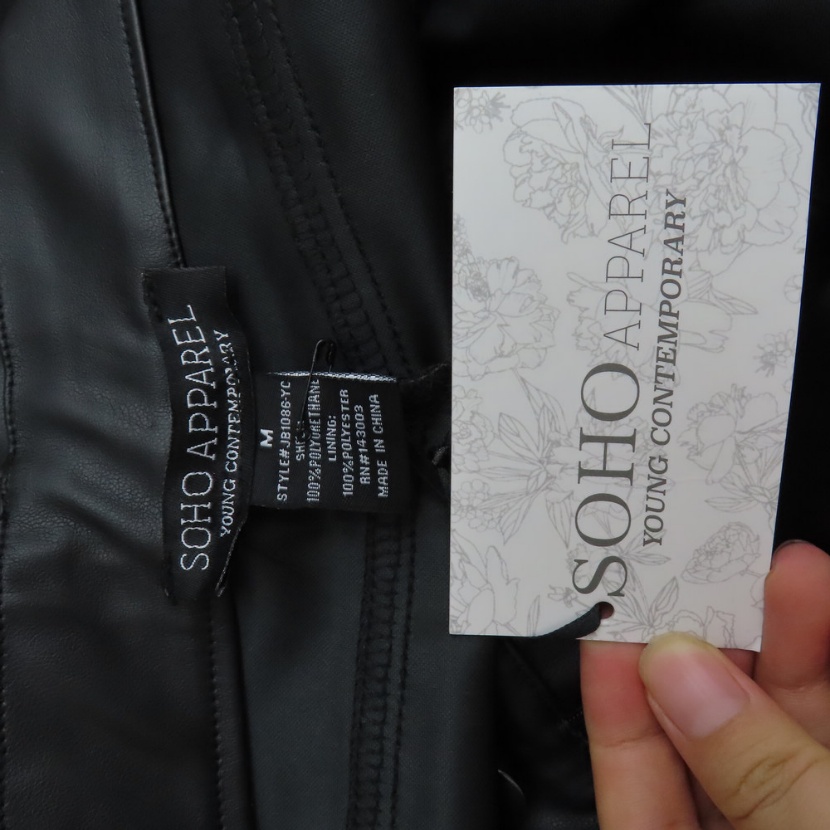 SOHO APPAREL
YOUNG CONTEMPORARY
M
STYLE#JB1086-YC
100%POLYURETHANE
LINING:
100%POLYESTER
RN#143003
MADE IN CHINA
SOHO APPAREL
YOUNG CONTEMPORARY